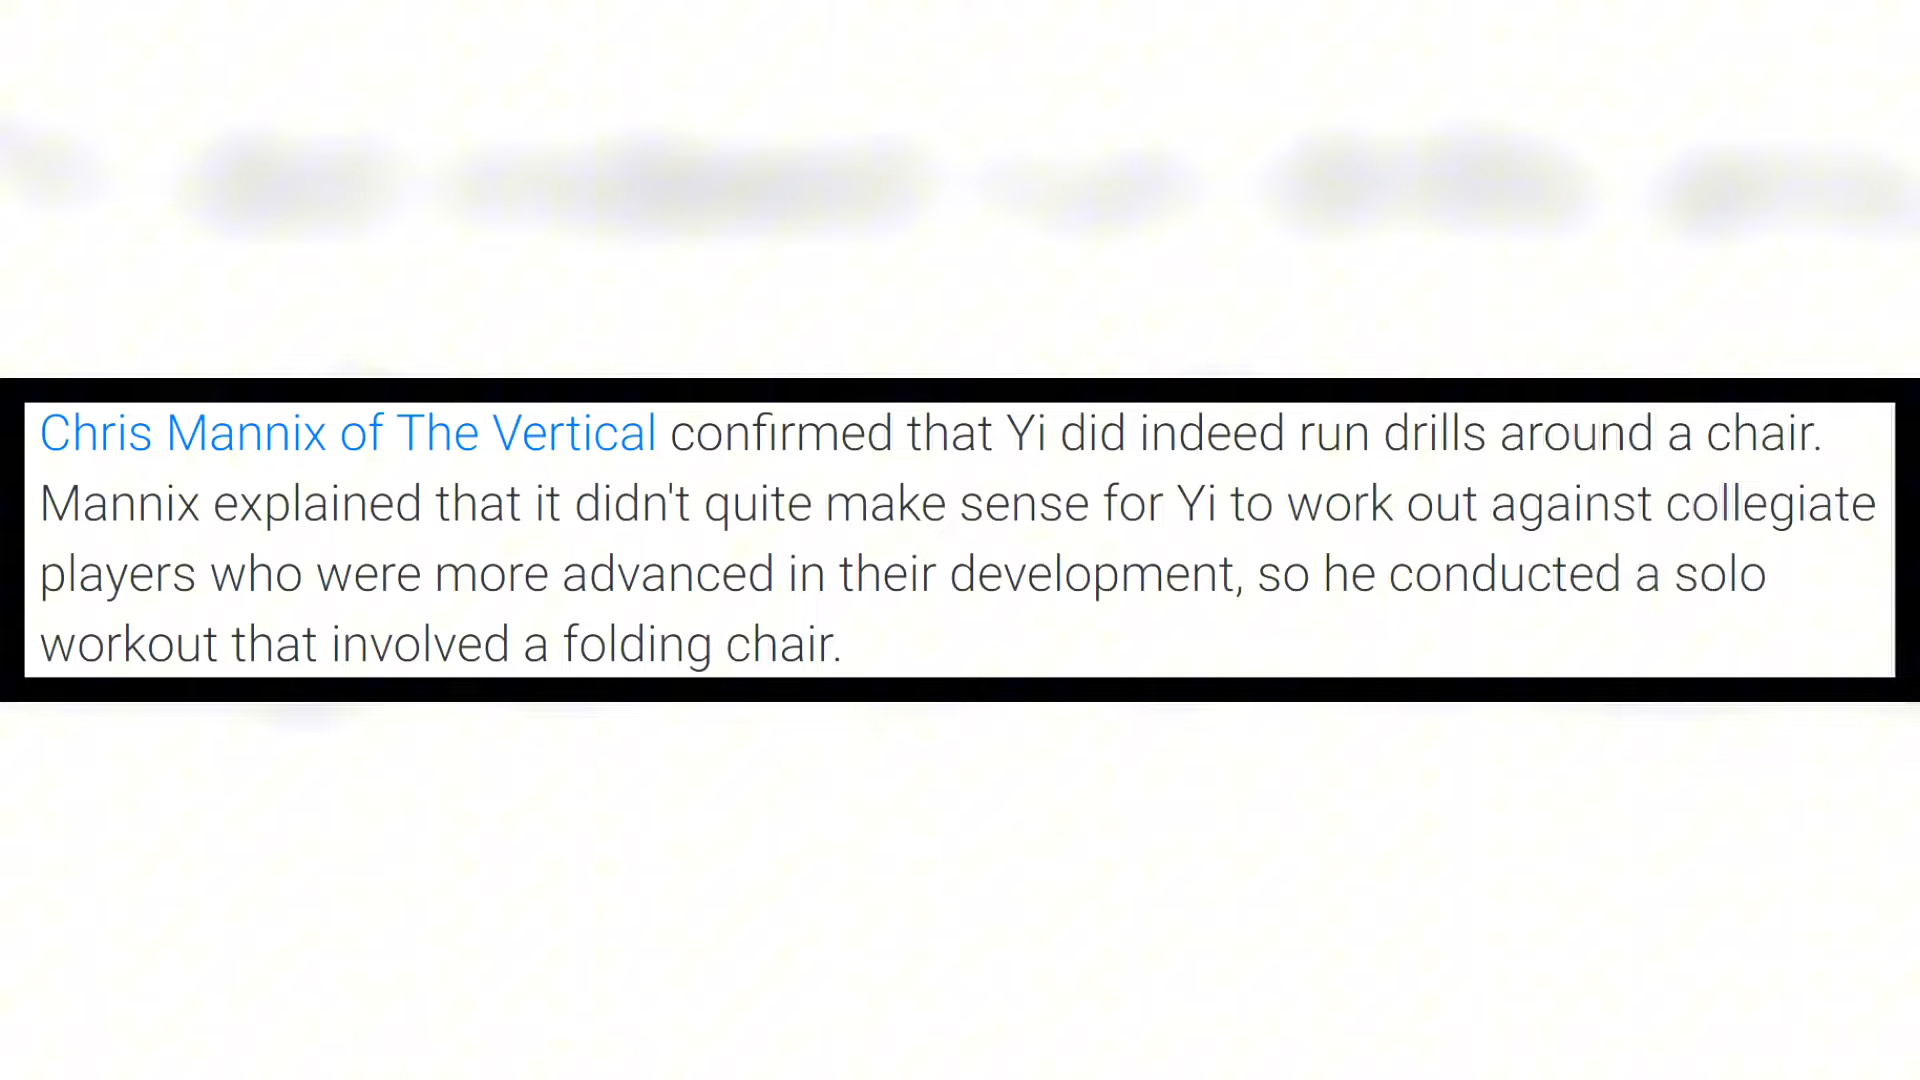 Chris Mannix of The Vertical confirmed that Yi did indeed run drills around a chair.
Mannix explained that it didn't quite make sense for Yi to work out against collegiate
players who were more advanced in their development, so he conducted a solo
workout that involved a folding chair.